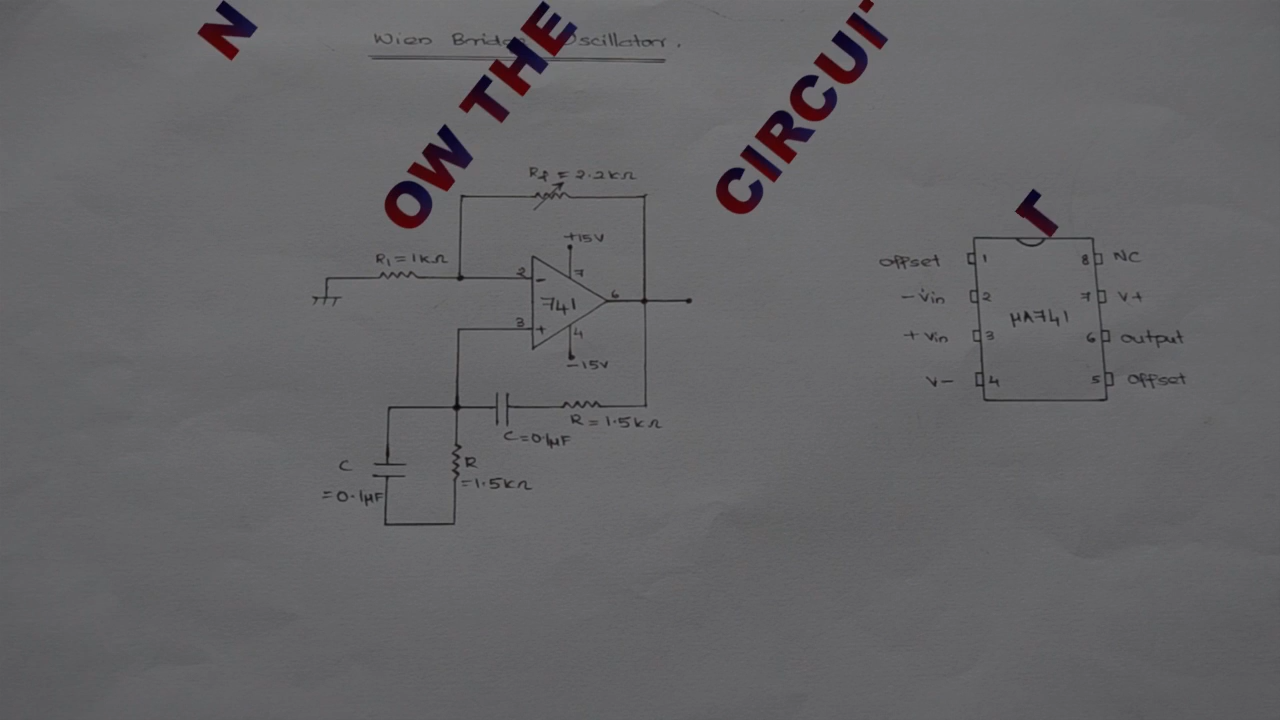 Wien Bridge Oscillator.
N
OW THE
CIRCUIT
Rf = 2.2KΩ
+15V
R1 = 1KΩ
2
-
7
741
6
3
+
4
-15V
R = 1.5KΩ
C = 0.1μF
C
= 0.1μF
R
= 1.5KΩ
offset 1 8 NC
-Vin 2 7 V+
μA741
+Vin 3 6 output
V- 4 5 offset